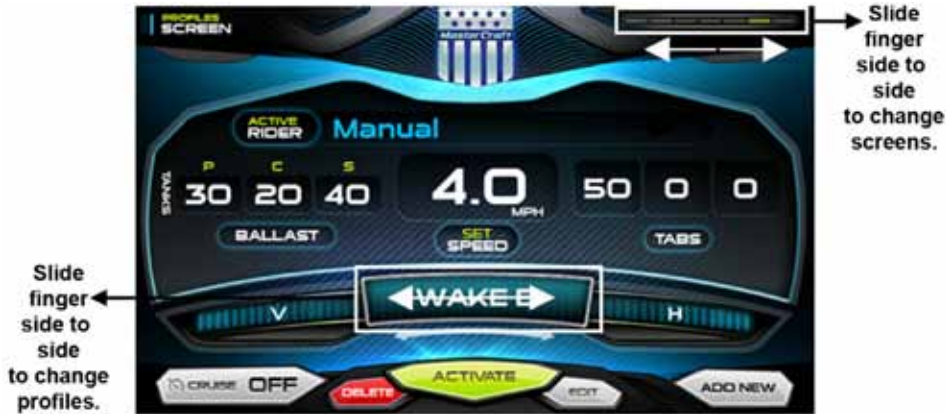 PROFILES
SCREEN
MasterCraft
Slide
finger
side to
side
to change
screens.
ACTIVE
RIDER
Manual
P C S
TANKS
30 20 40
4.0
MPH
50 0 0
BALLAST
SET
SPEED
TABS
Slide
finger
side to
side
to change
profiles.
V
WAKE
H
CRUISE OFF
DELETE
ACTIVATE
EDIT
ADD NEW